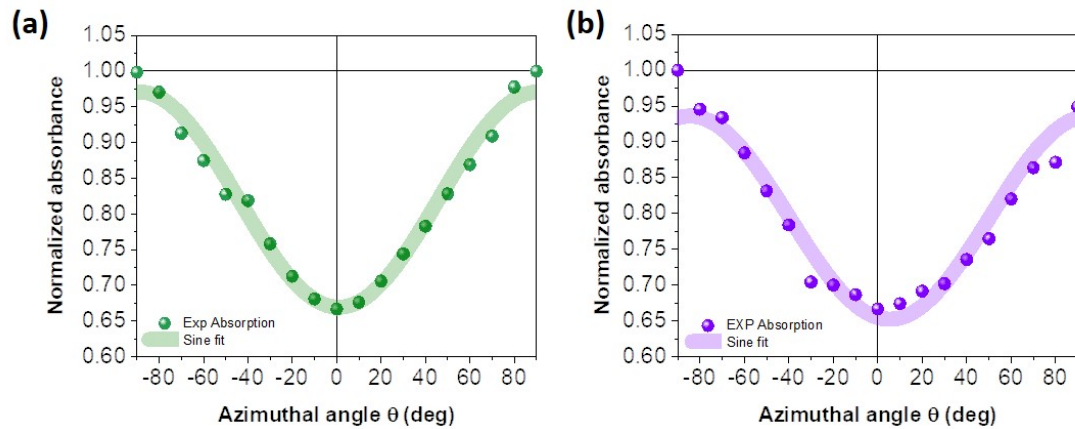 (a)
1.05
1.00
0.95
0.90
0.85
0.80
0.75
0.70
0.65
0.60
Normalized absorbance
Exp Absorption
Sine fit
-80 -60 -40 -20 0 20 40 60 80
Azimuthal angle θ (deg)
(b)
1.05
1.00
0.95
0.90
0.85
0.80
0.75
0.70
0.65
0.60
Normalized absorbance
EXP Absorption
Sine fit
-80 -60 -40 -20 0 20 40 60 80
Azimuthal angle θ (deg)